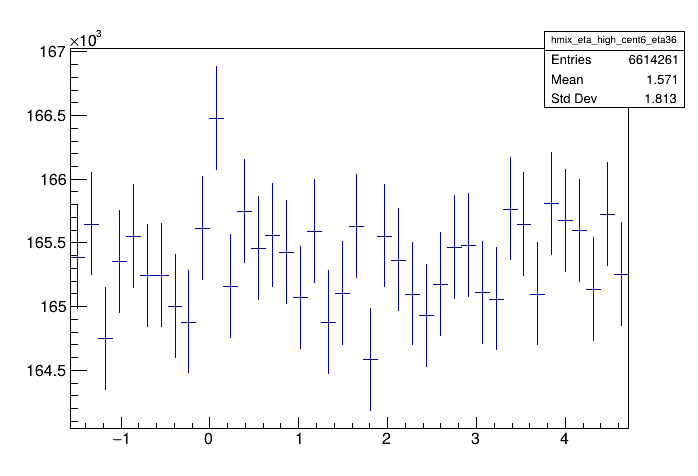 ×10³
hmix_eta_high_cent6_eta36
Entries 6614261
Mean 1.571
Std Dev 1.813
167
166.5
166
165.5
165
164.5
−1 0 1 2 3 4